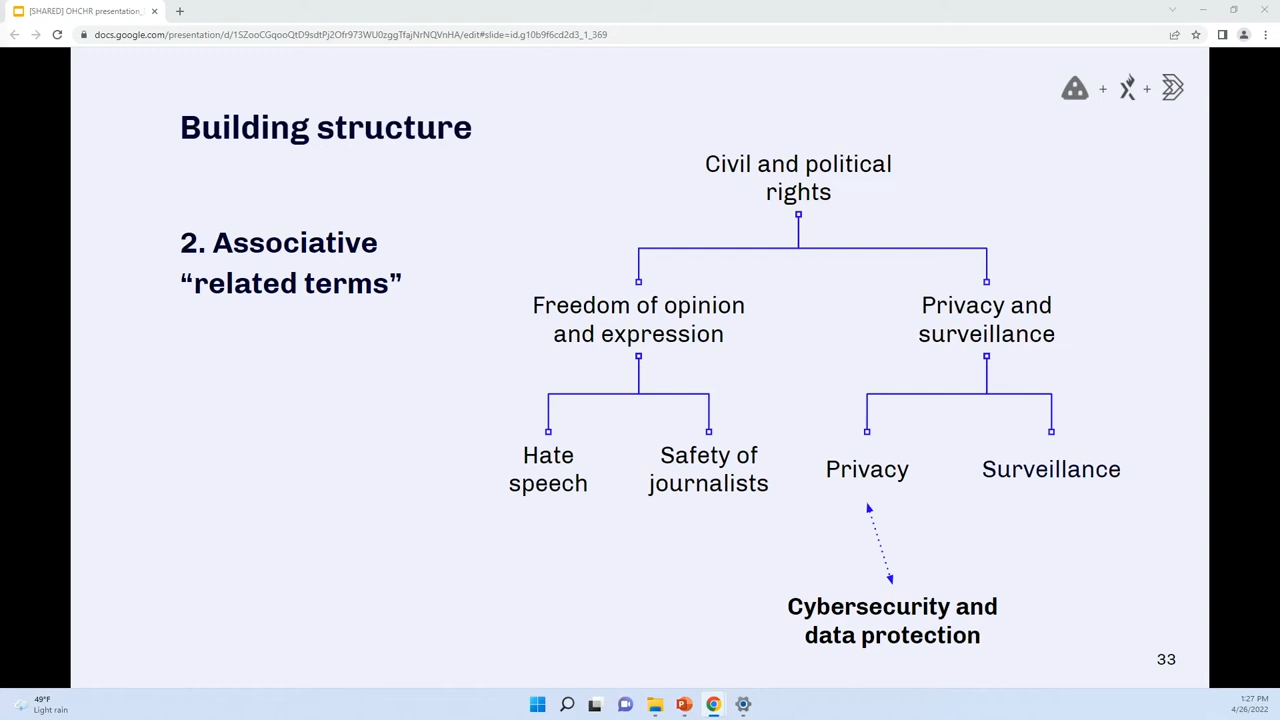 [SHARED] OHCHR presentation_
docs.google.com/presentation/d/1SZooCGqooQtD9sdtPj2Ofr973WU0zggTfajNrNQVnHA/edit#slide=id.g10b9f6cd2d3_1_369
Building structure
2. Associative
“related terms”
Civil and political
rights
Freedom of opinion
and expression
Privacy and
surveillance
Hate
speech
Safety of
journalists
Privacy
Surveillance
Cybersecurity and
data protection
33
49°F
Light rain
1:27 PM
4/26/2022